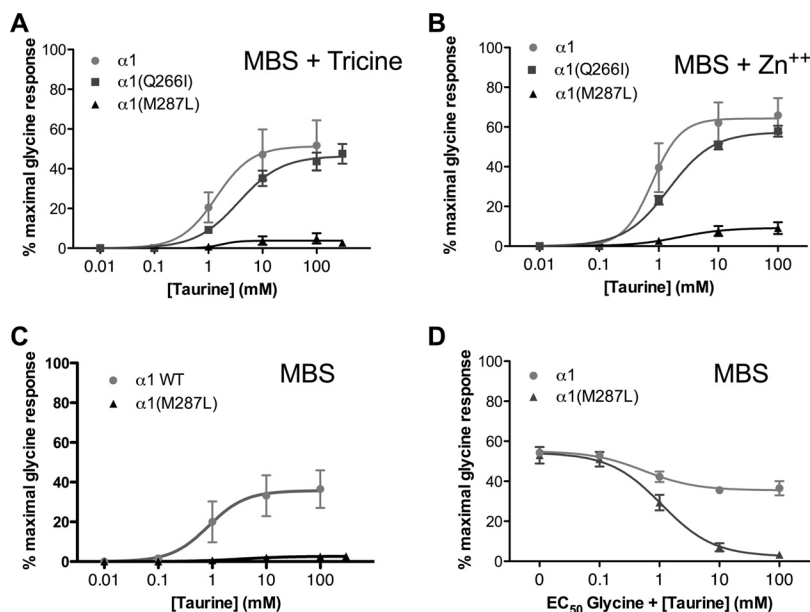 A
MBS + Tricine
α1
α1(Q266I)
α1(M287L)
% maximal glycine response
100
80
60
40
20
0
0.01 0.1 1 10 100
[Taurine] (mM)
B
MBS + Zn++
α1
α1(Q266I)
α1(M287L)
% maximal glycine response
100
80
60
40
20
0
0.01 0.1 1 10 100
[Taurine] (mM)
C
MBS
α1 WT
α1(M287L)
% maximal glycine response
100
80
60
40
20
0
0.01 0.1 1 10 100
[Taurine] (mM)
D
MBS
α1
α1(M287L)
% maximal glycine response
100
80
60
40
20
0
0 0.1 1 10 100
EC50 Glycine + [Taurine] (mM)